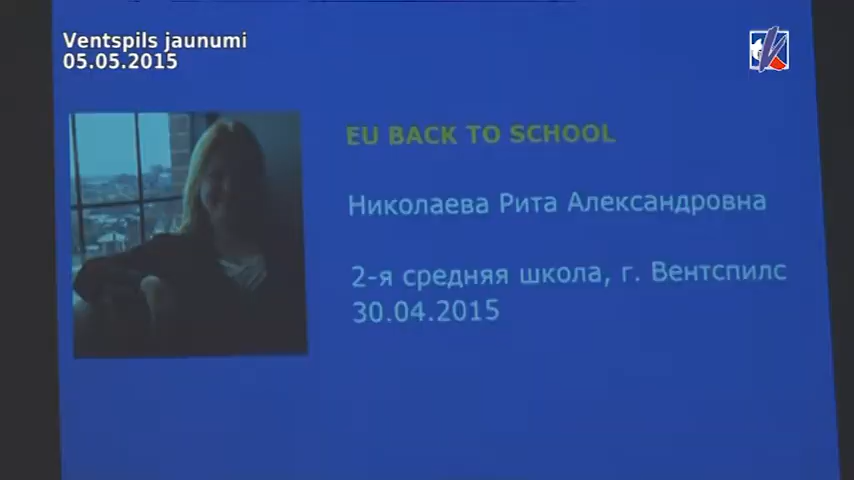 Ventspils jaunumi
05.05.2015
EU BACK TO SCHOOL
Николаева Рита Александровна
2-я средняя школа, г. Вентспилс
30.04.2015